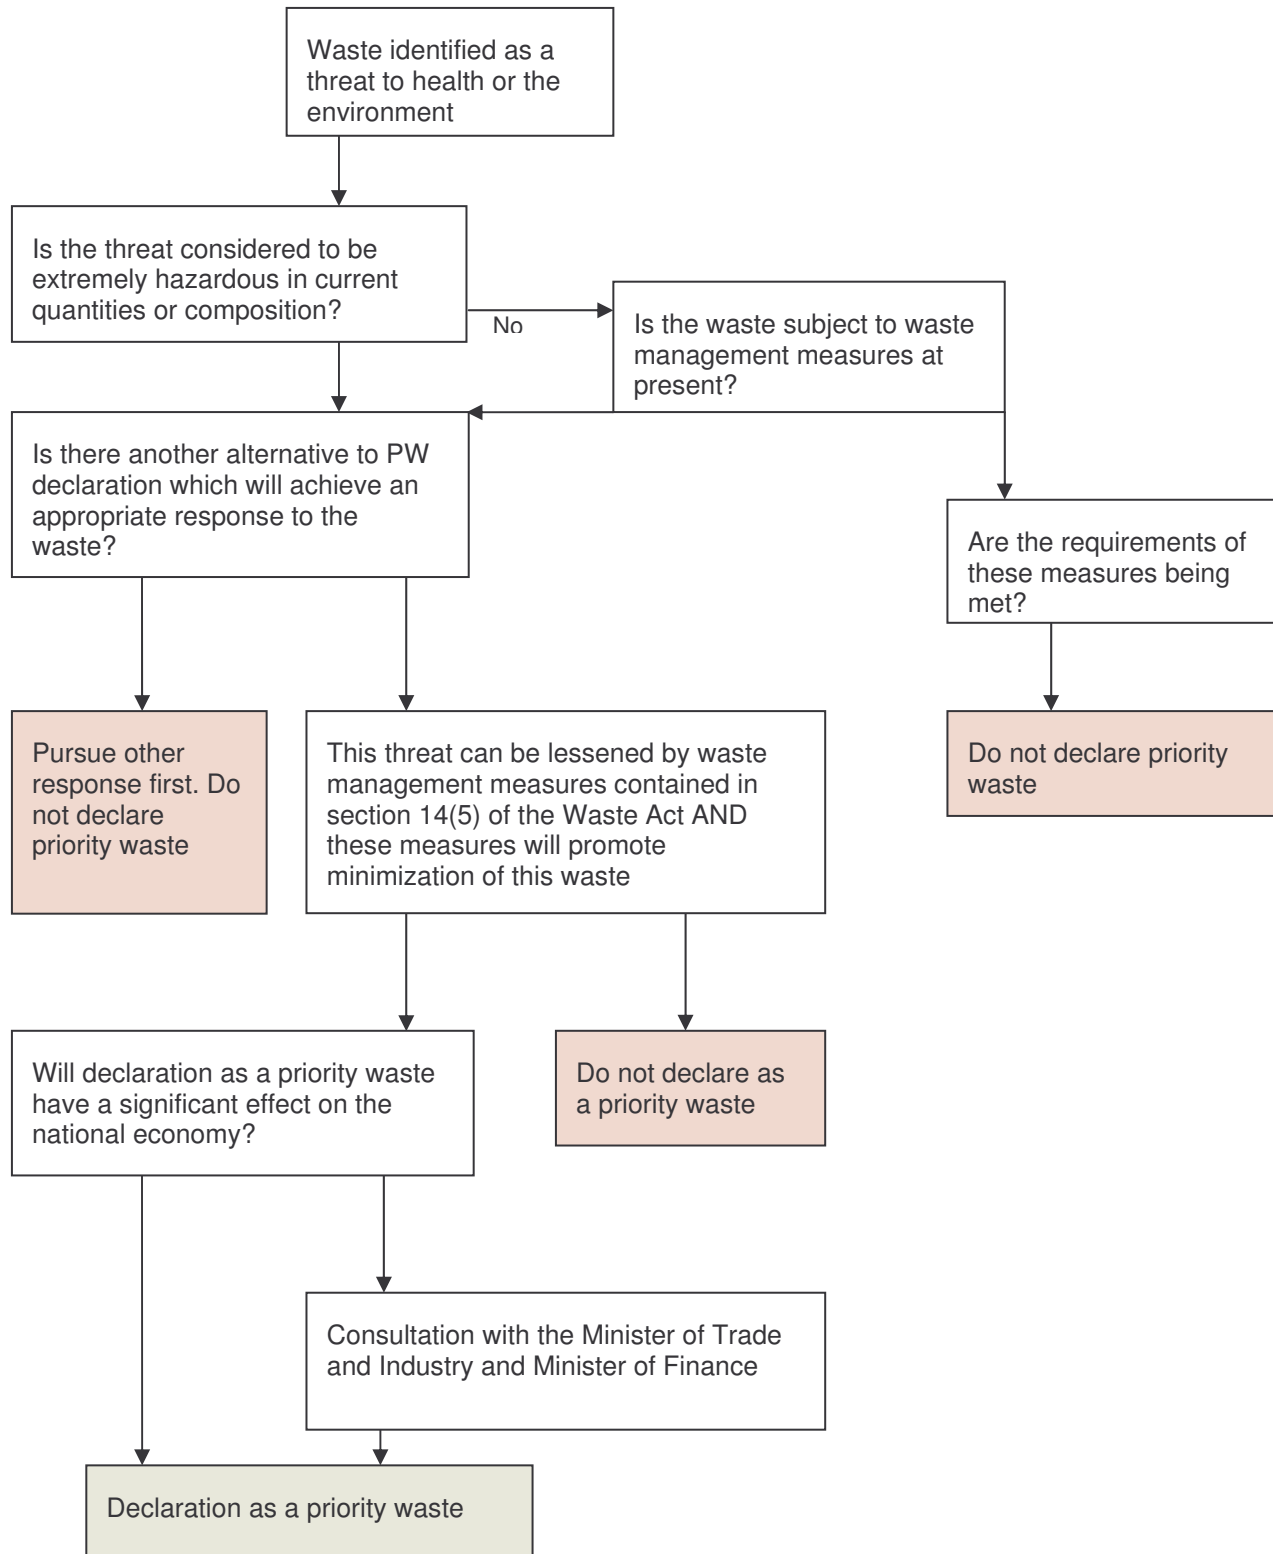 Waste identified as a
threat to health or the
environment
Is the threat considered to be
extremely hazardous in current
quantities or composition?
No
Is the waste subject to waste
management measures at
present?
Is there another alternative to PW
declaration which will achieve an
appropriate response to the
waste?
Are the requirements of
these measures being
met?
Pursue other
response first. Do
not declare
priority waste
This threat can be lessened by waste
management measures contained in
section 14(5) of the Waste Act AND
these measures will promote
minimization of this waste
Do not declare priority
waste
Will declaration as a priority waste
have a significant effect on the
national economy?
Do not declare as
a priority waste
Consultation with the Minister of Trade
and Industry and Minister of Finance
Declaration as a priority waste